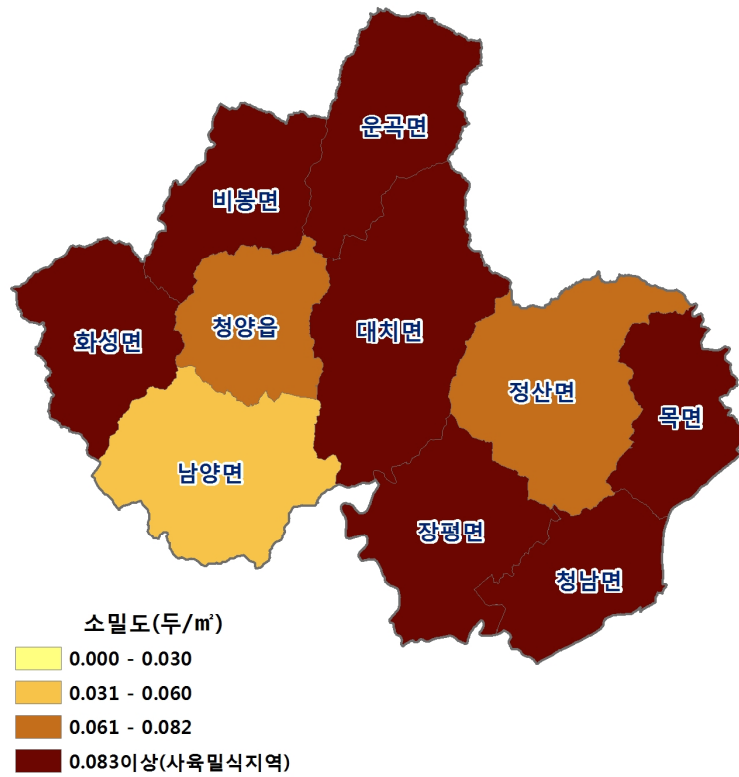 운곡면
비봉면
청양읍
대치면
화성면
정산면
목면
남양면
장평면
청남면
소밀도(두/㎡)
0.000 - 0.030
0.031 - 0.060
0.061 - 0.082
0.083이상(사육밀식지역)